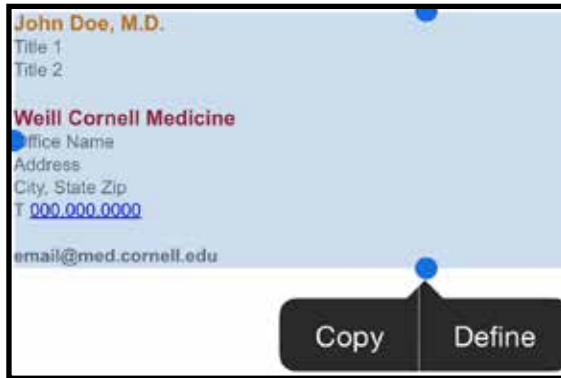 John Doe, M.D.
Title 1
Title 2
Weill Cornell Medicine
Office Name
Address
City, State Zip
T 000.000.0000
email@med.cornell.edu
Copy Define